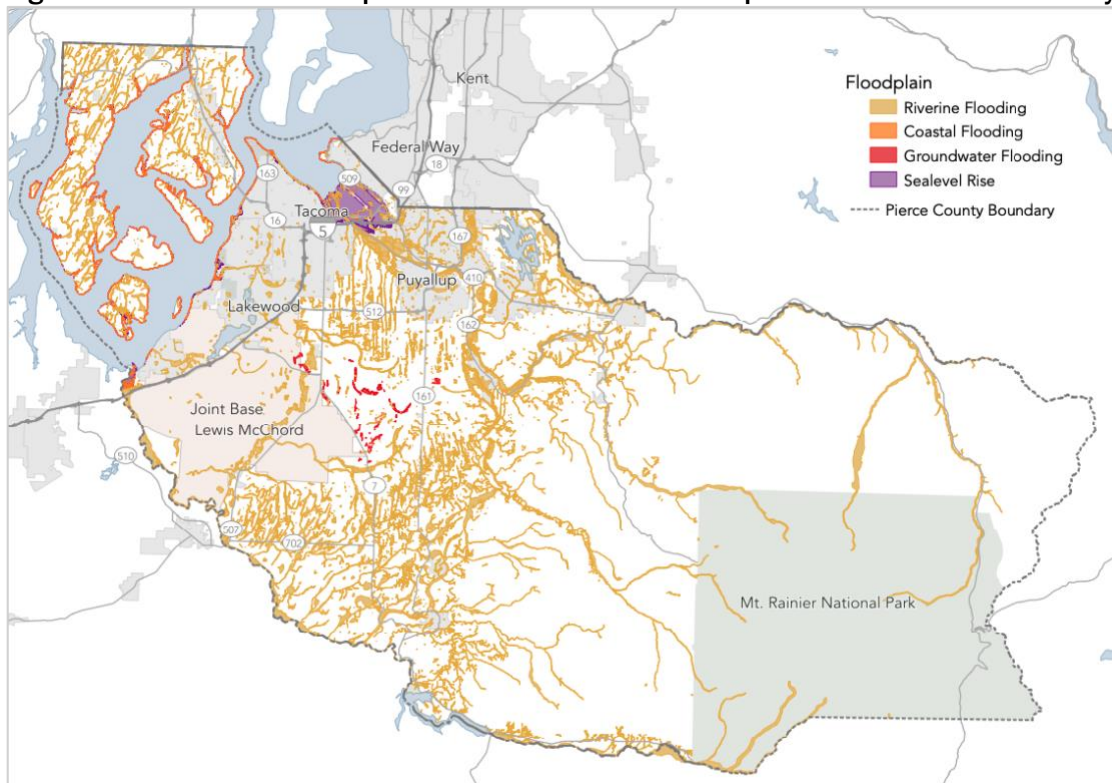 Kent
Floodplain
Riverine Flooding
Coastal Flooding
Groundwater Flooding
Sealevel Rise
Pierce County Boundary
Federal Way
18
163
509
99
Tacoma
16
5
167
Puyallup
410
Lakewood
512
162
161
Joint Base
Lewis McChord
510
7
507
702
Mt. Rainier National Park